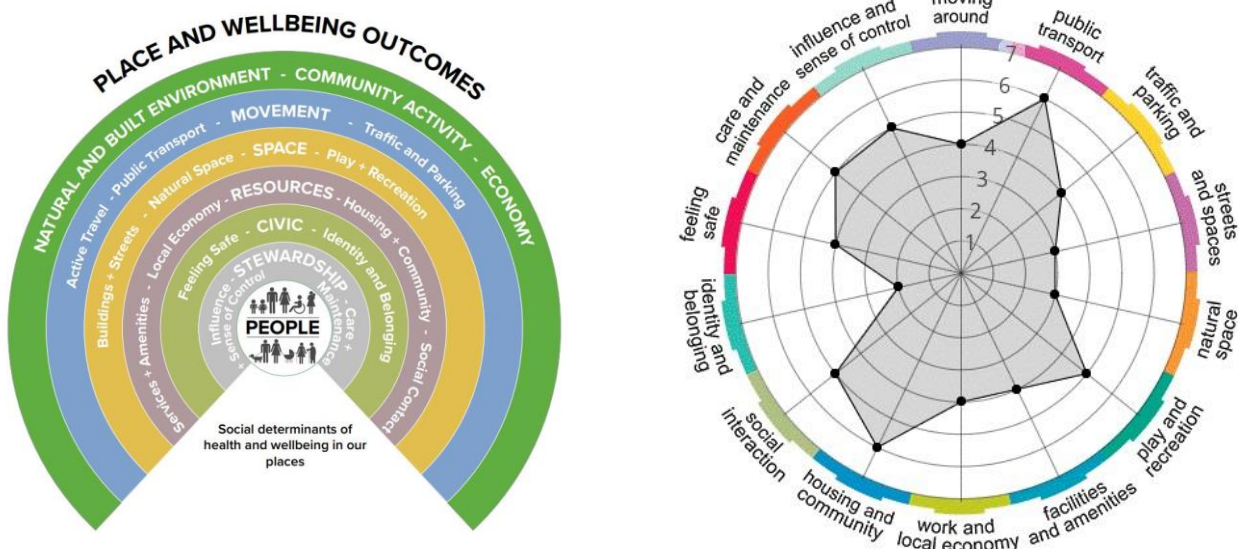 PLACE AND WELLBEING OUTCOMES
NATURAL AND BUILT ENVIRONMENT - COMMUNITY ACTIVITY - ECONOMY
Active Travel - Public Transport - MOVEMENT - Traffic and Parking
Buildings + Streets - Natural Space - SPACE - Play + Recreation
Services + Amenities - Local Economy - RESOURCES - Housing + Community - Social Contact
Feeling Safe - CIVIC - Identity and Belonging
Influence + Sense of Control - STEWARDSHIP - Care + Maintenance
PEOPLE
Social determinants of
health and wellbeing in our
places
moving
around
public
transport
traffic and
parking
streets
and spaces
natural
space
play and
recreation
facilities
and amenities
work and
local economy
housing and
community
social
interaction
identity and
belonging
feeling
safe
care and
maintenance
influence and
sense of control
7
6
5
4
3
2
1